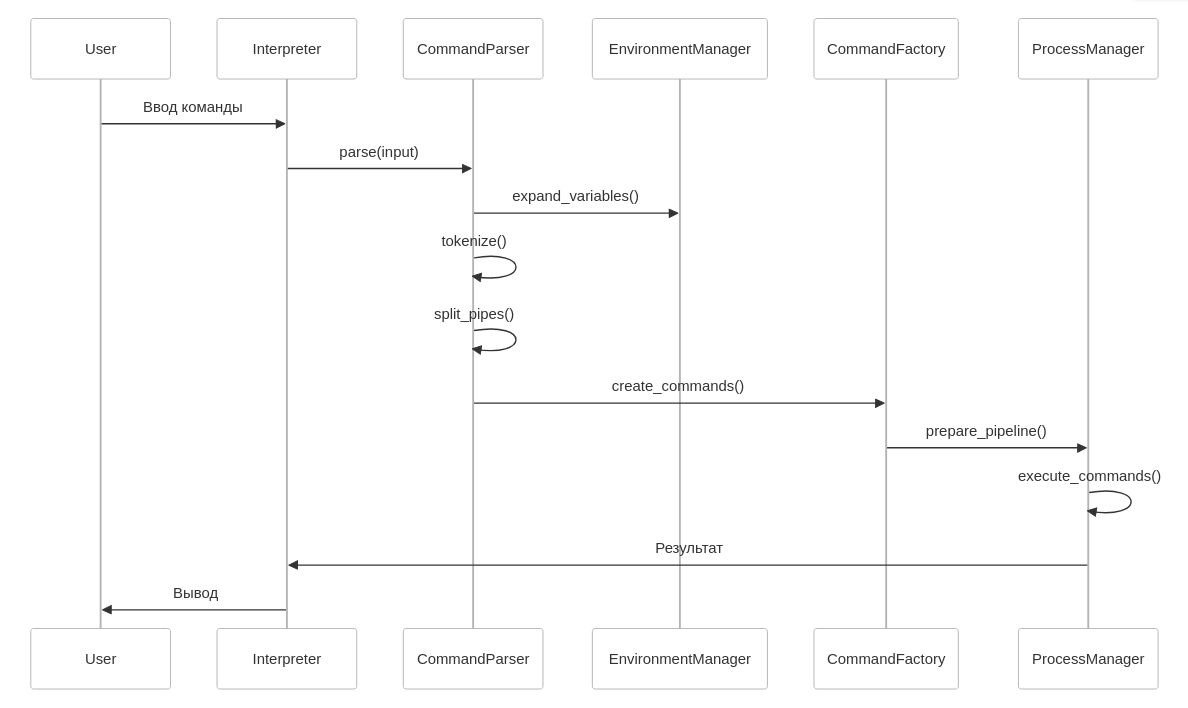 User
Interpreter
CommandParser
EnvironmentManager
CommandFactory
ProcessManager
Ввод команды
parse(input)
expand_variables()
tokenize()
split_pipes()
create_commands()
prepare_pipeline()
execute_commands()
Результат
Вывод
User
Interpreter
CommandParser
EnvironmentManager
CommandFactory
ProcessManager